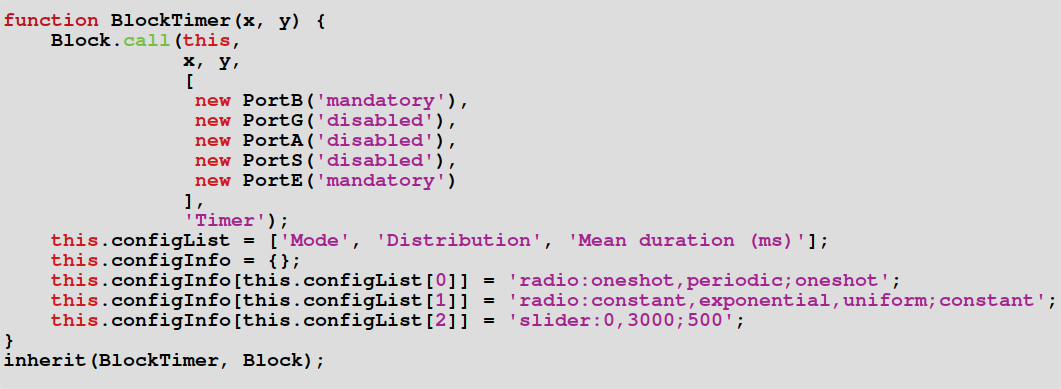 function BlockTimer(x, y) {
    Block.call(this,
               x, y,
               [
                new PortB('mandatory'),
                new PortG('disabled'),
                new PortA('disabled'),
                new PortS('disabled'),
                new PortE('mandatory')
               ],
               'Timer');
    this.configList = ['Mode', 'Distribution', 'Mean duration (ms)'];
    this.configInfo = {};
    this.configInfo[this.configList[0]] = 'radio:oneshot,periodic;oneshot';
    this.configInfo[this.configList[1]] = 'radio:constant,exponential,uniform;constant';
    this.configInfo[this.configList[2]] = 'slider:0,3000;500';
}
inherit(BlockTimer, Block);